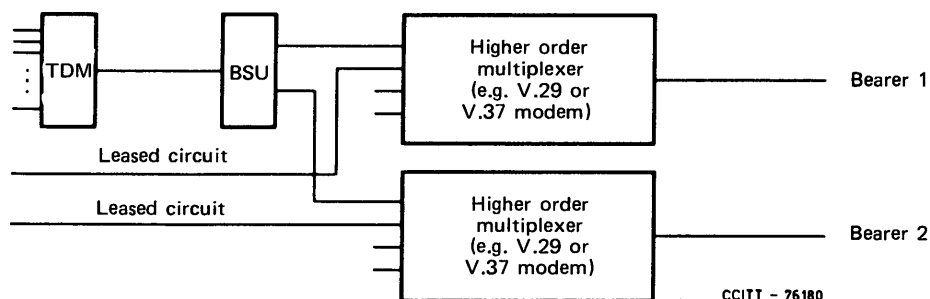 TDM
BSU
Higher order
multiplexer
(e.g. V.29 or
V.37 modem)
Bearer 1
Leased circuit
Leased circuit
Higher order
multiplexer
(e.g. V.29 or
V.37 modem)
Bearer 2
CCITT - 76180